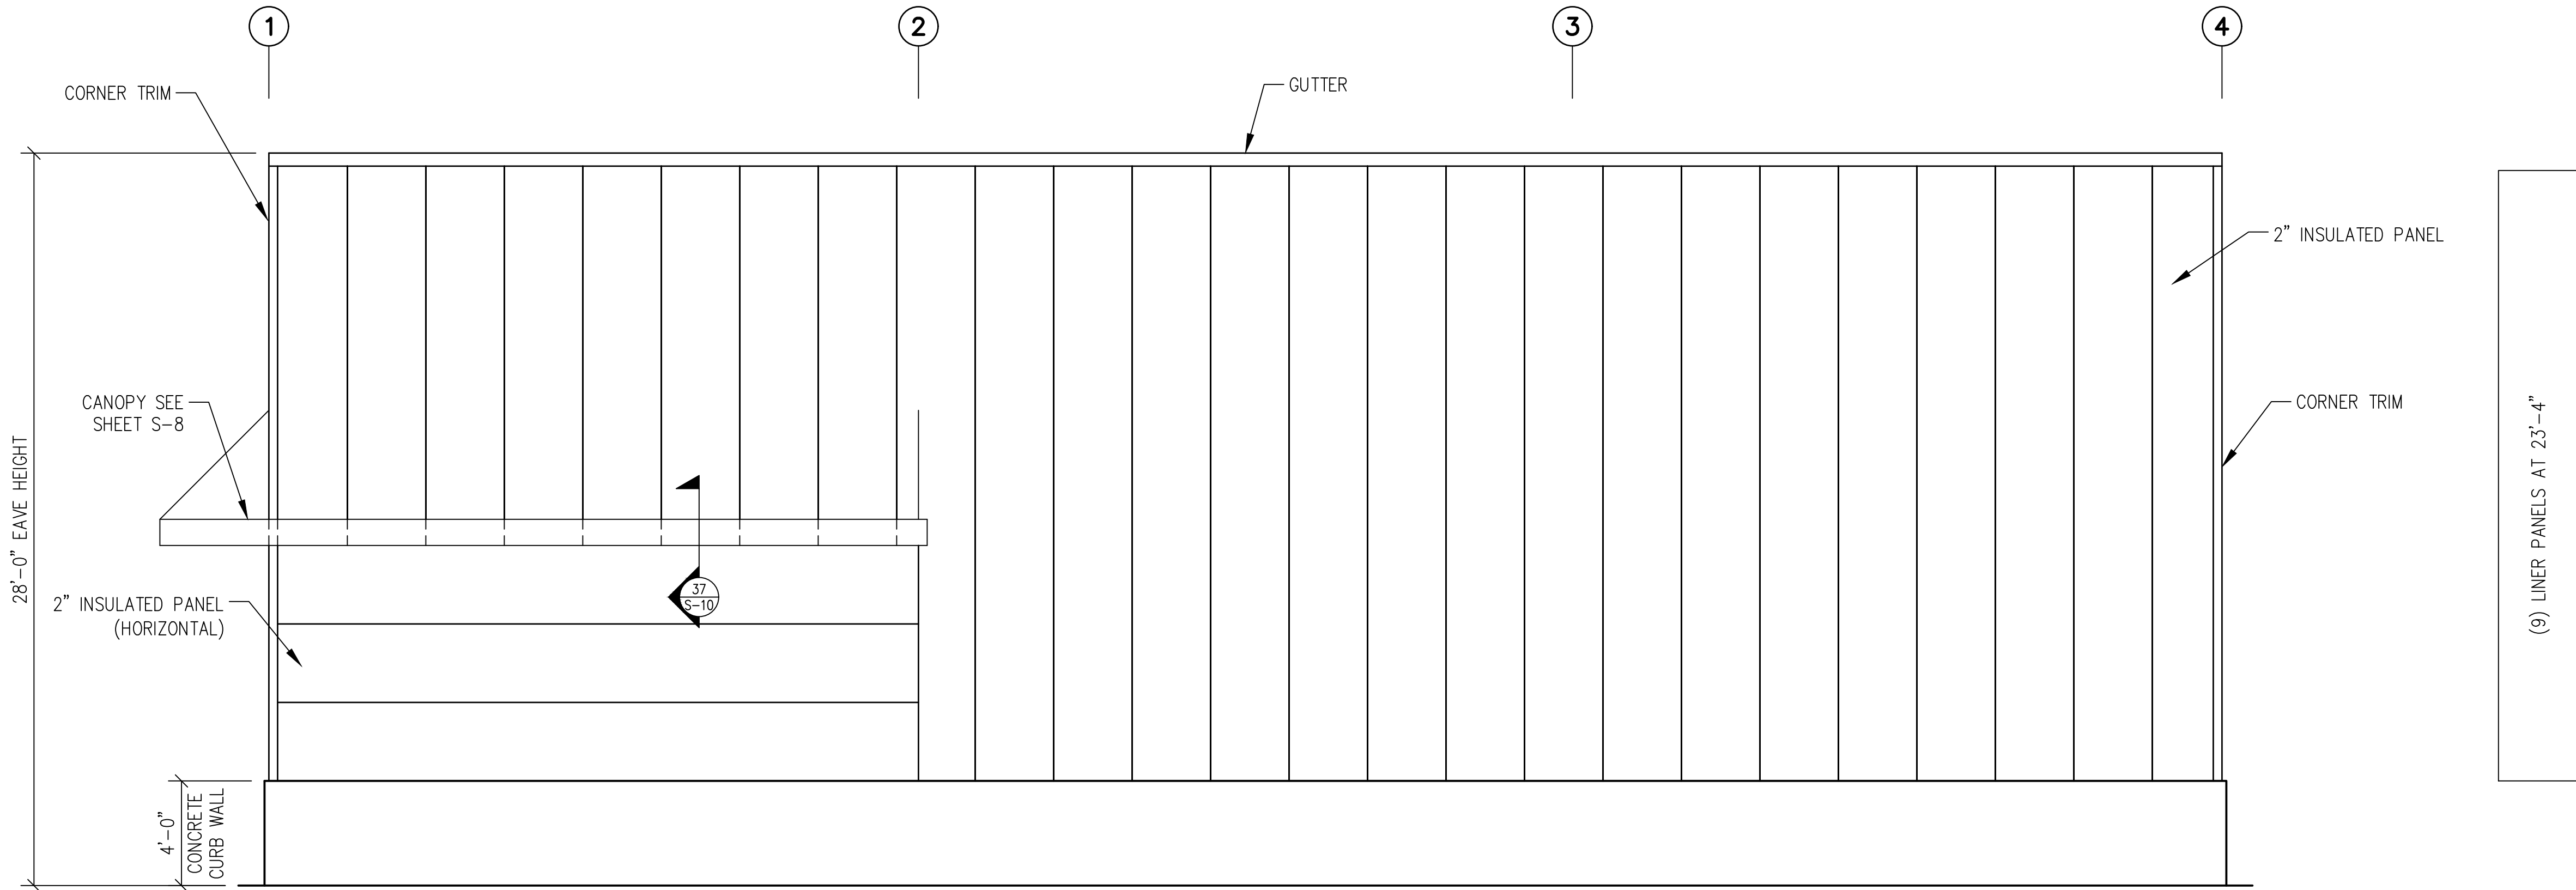 1
2
3
4
CORNER TRIM
GUTTER
2" INSULATED PANEL
CANOPY SEE
SHEET S-8
CORNER TRIM
28'-0" EAVE HEIGHT
(9) LINER PANELS AT 23'-4"
37
S-10
2" INSULATED PANEL
(HORIZONTAL)
4'-0"
CONCRETE
CURB WALL